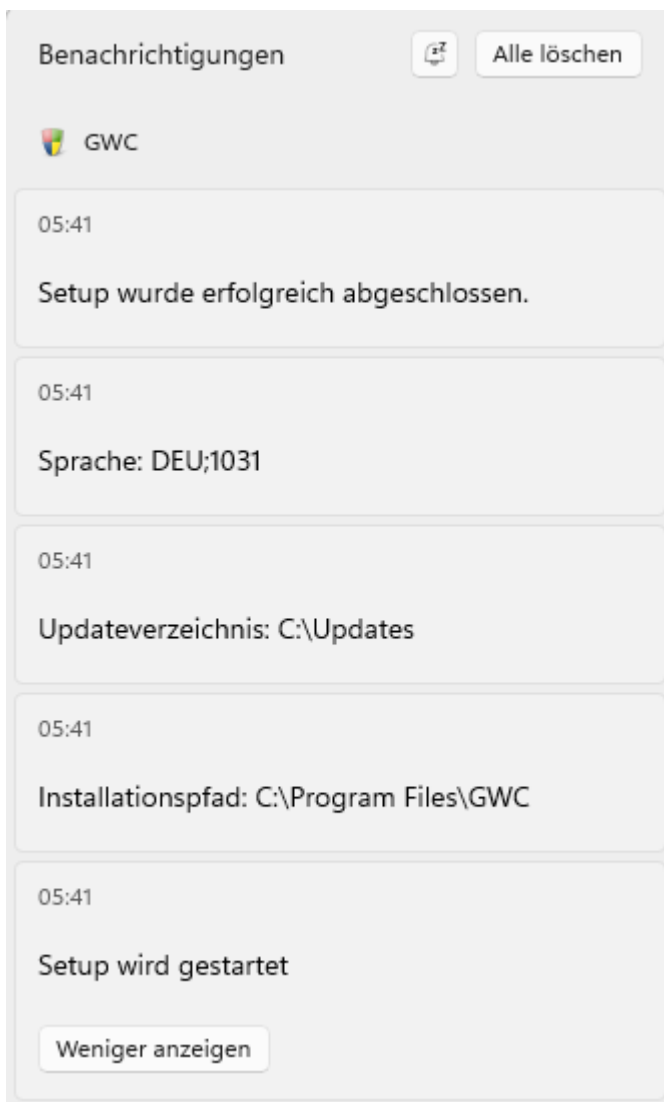 Benachrichtigungen
Alle löschen
GWC
05:41
Setup wurde erfolgreich abgeschlossen.
05:41
Sprache: DEU;1031
05:41
Updateverzeichnis: C:\Updates
05:41
Installationspfad: C:\Program Files\GWC
05:41
Setup wird gestartet
Weniger anzeigen